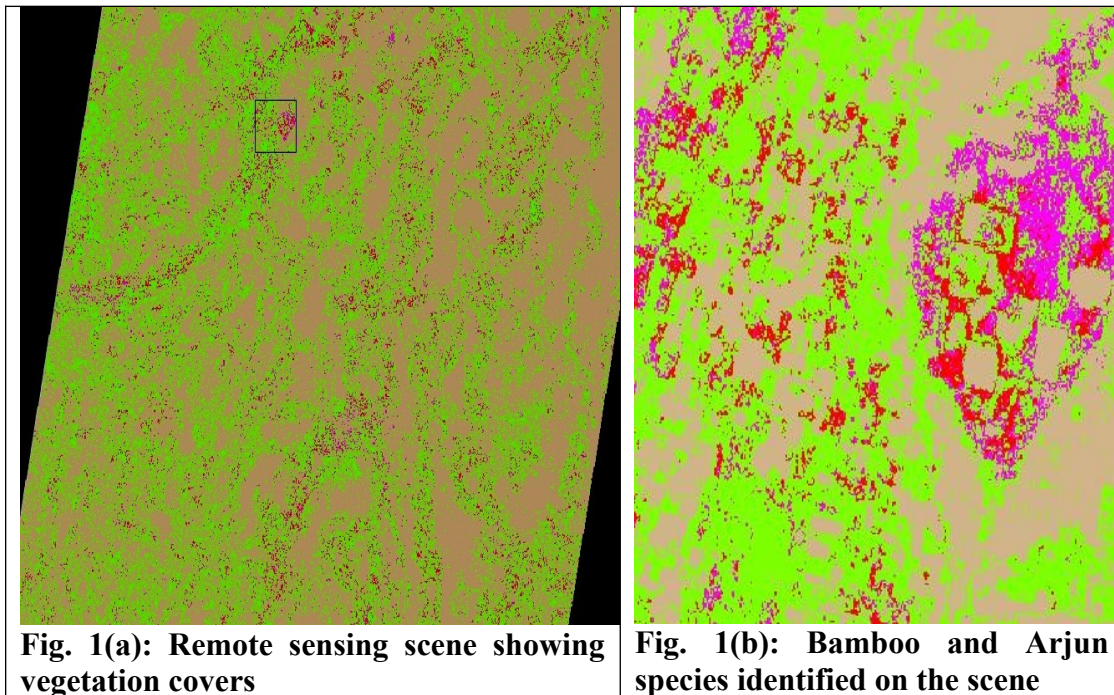 Fig. 1(a): Remote sensing scene showing
vegetation covers
Fig. 1(b): Bamboo and Arjun
species identified on the scene